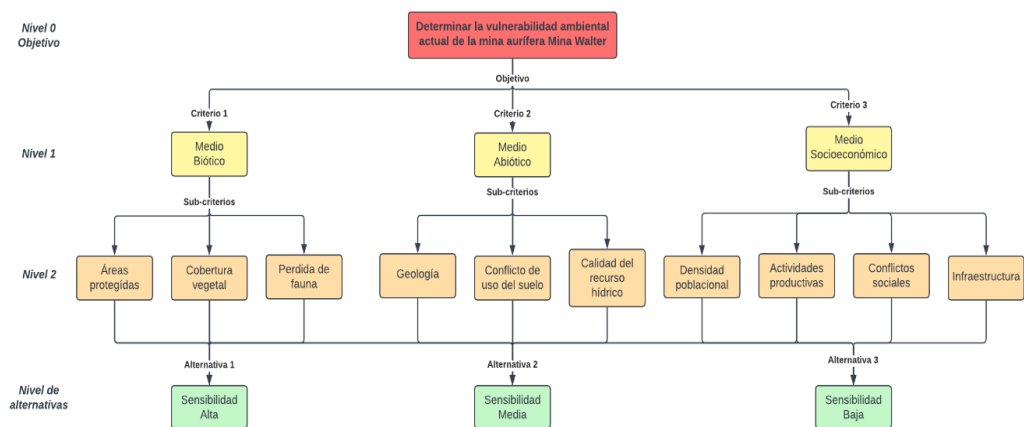 Nivel 0
Objetivo
Determinar la vulnerabilidad ambiental
actual de la mina aurífera Mina Walter
Objetivo
Criterio 1
Criterio 2
Criterio 3
Nivel 1
Medio
Biótico
Medio
Abiótico
Medio
Socioeconómico
Sub-criterios
Sub-criterios
Sub-criterios
Nivel 2
Áreas
protegídas
Cobertura
vegetal
Perdida de
fauna
Geología
Conflicto de
uso del suelo
Calidad del
recurso
hídrico
Densidad
poblacional
Actividades
productivas
Conflictos
sociales
Infraestructura
Alternativa 1
Alternativa 2
Alternativa 3
Nivel de
alternativas
Sensibilidad
Alta
Sensibilidad
Media
Sensibilidad
Baja